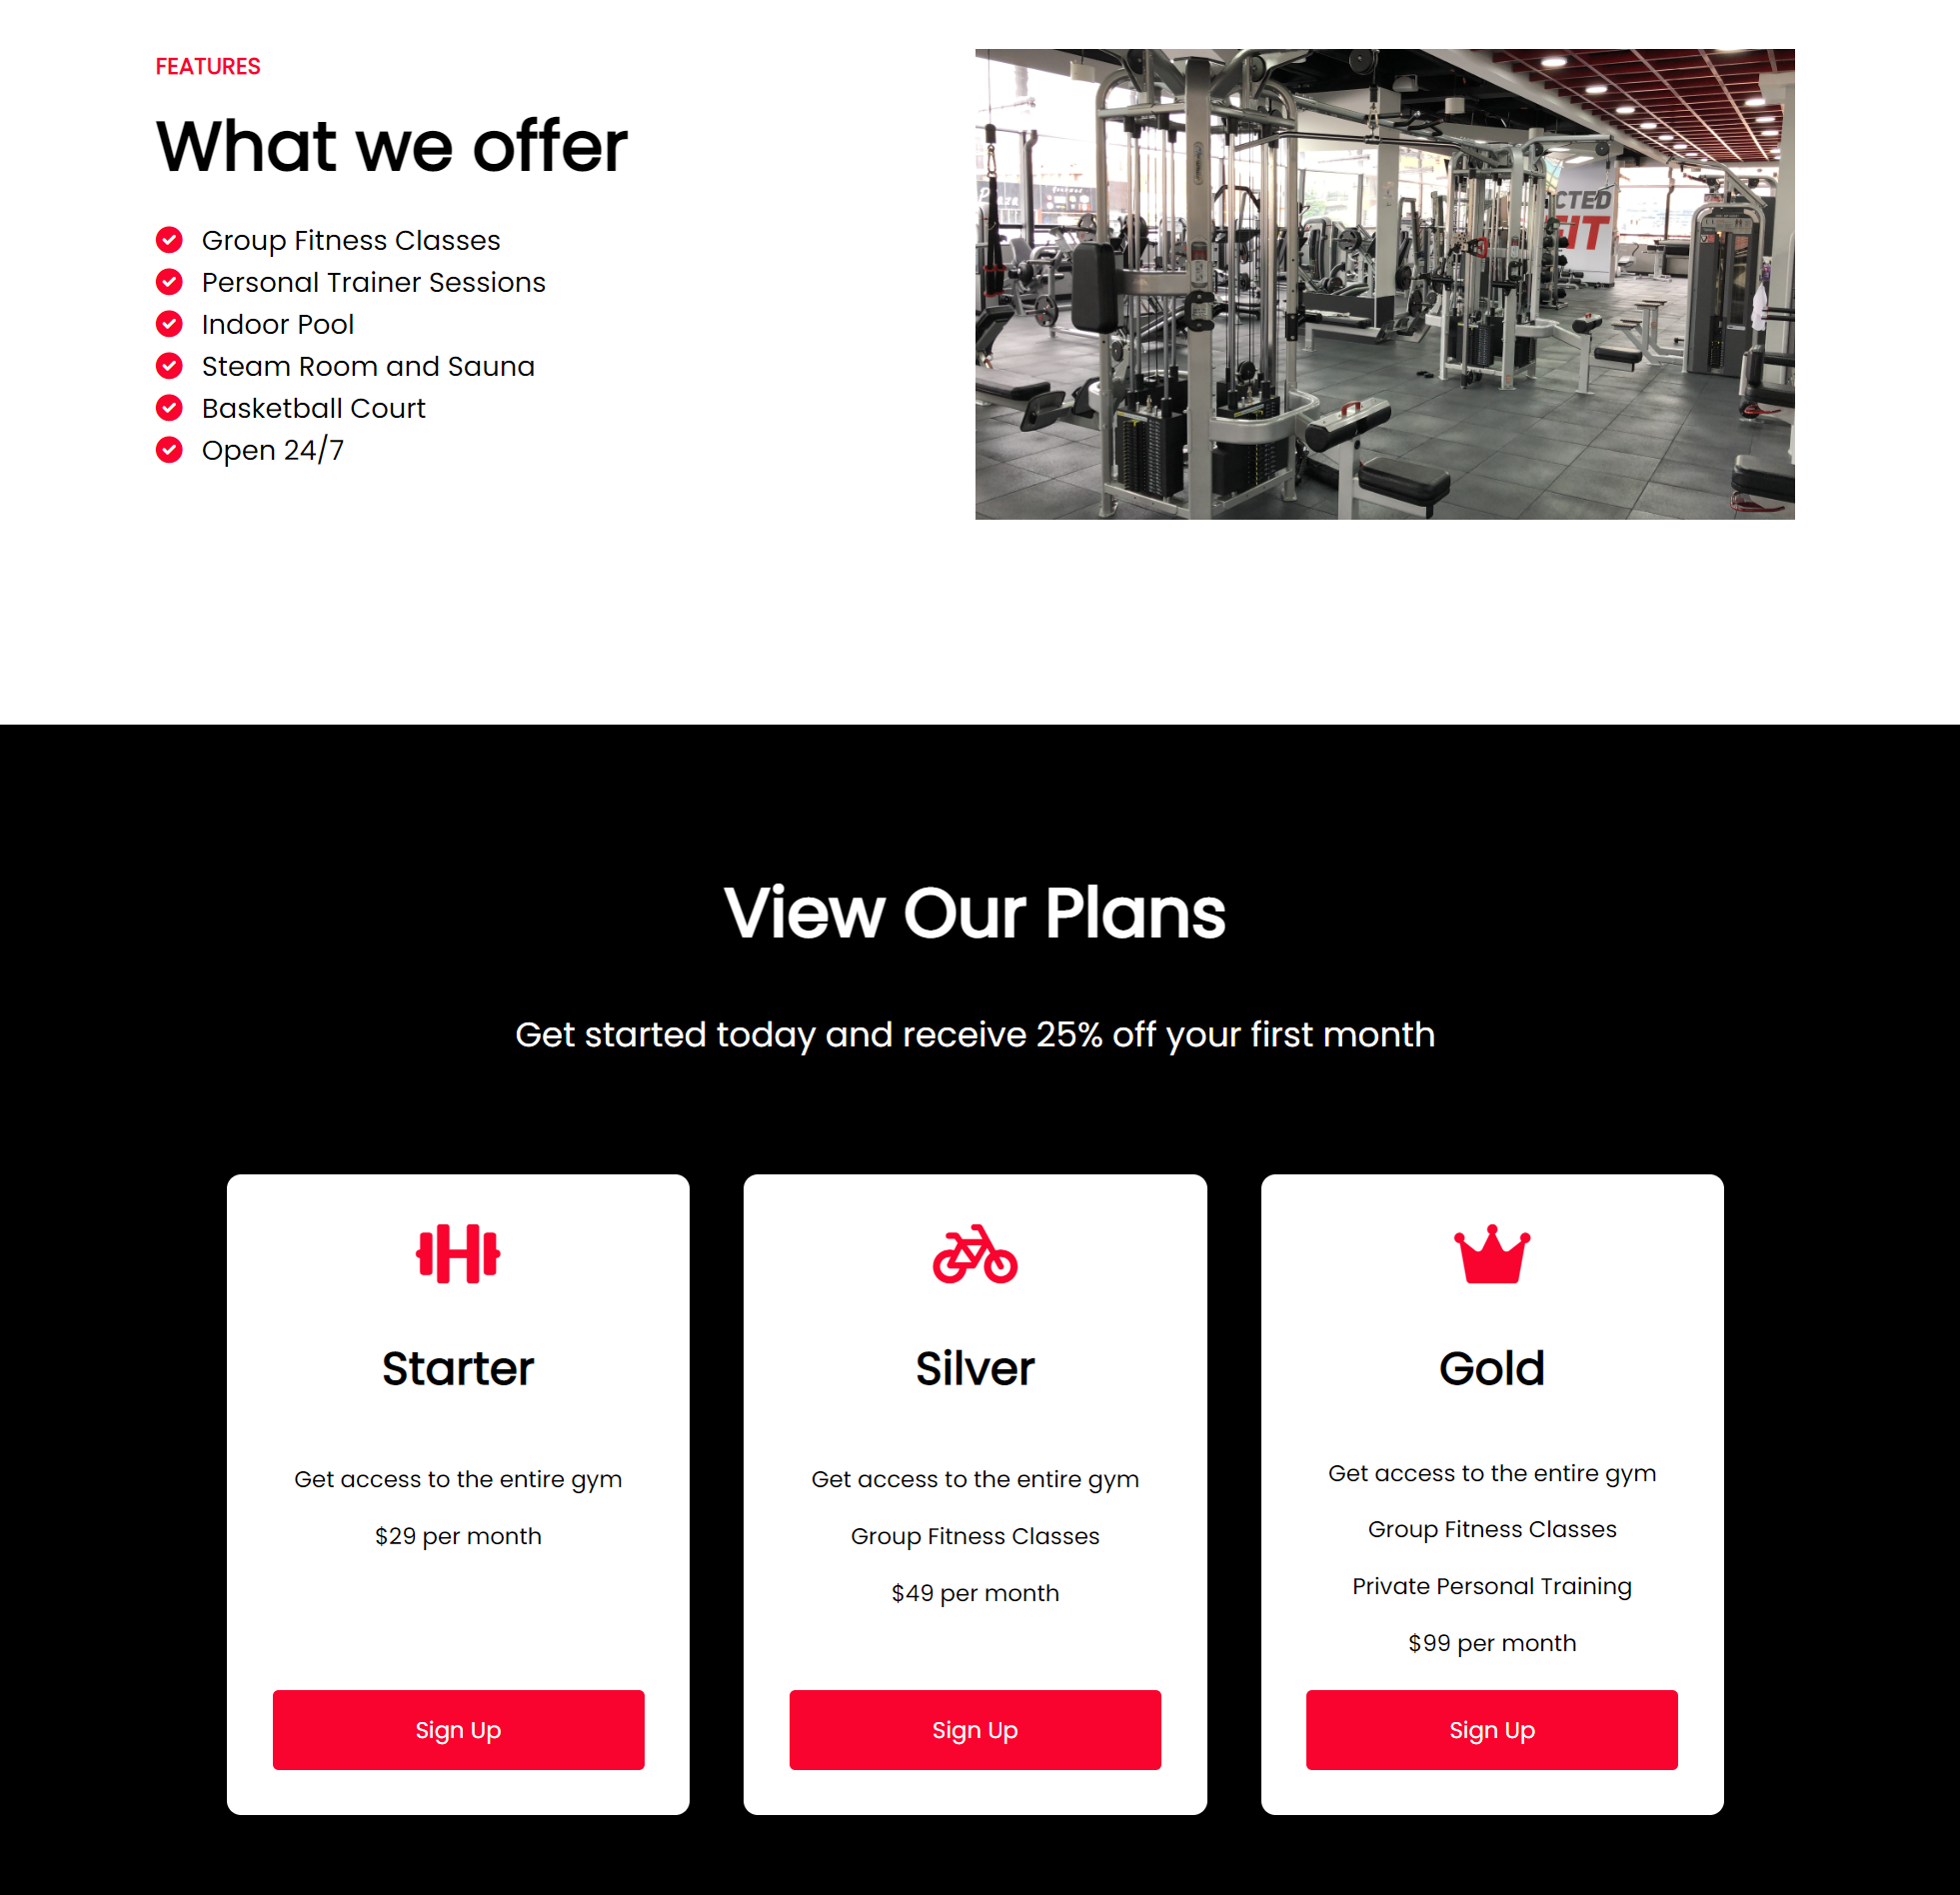 FEATURES
What we offer
Group Fitness Classes
Personal Trainer Sessions
Indoor Pool
Steam Room and Sauna
Basketball Court
Open 24/7
CTED
FIT
View Our Plans
Get started today and receive 25% off your first month
Starter
Get access to the entire gym
$29 per month
Sign Up
Silver
Get access to the entire gym
Group Fitness Classes
$49 per month
Sign Up
Gold
Get access to the entire gym
Group Fitness Classes
Private Personal Training
$99 per month
Sign Up